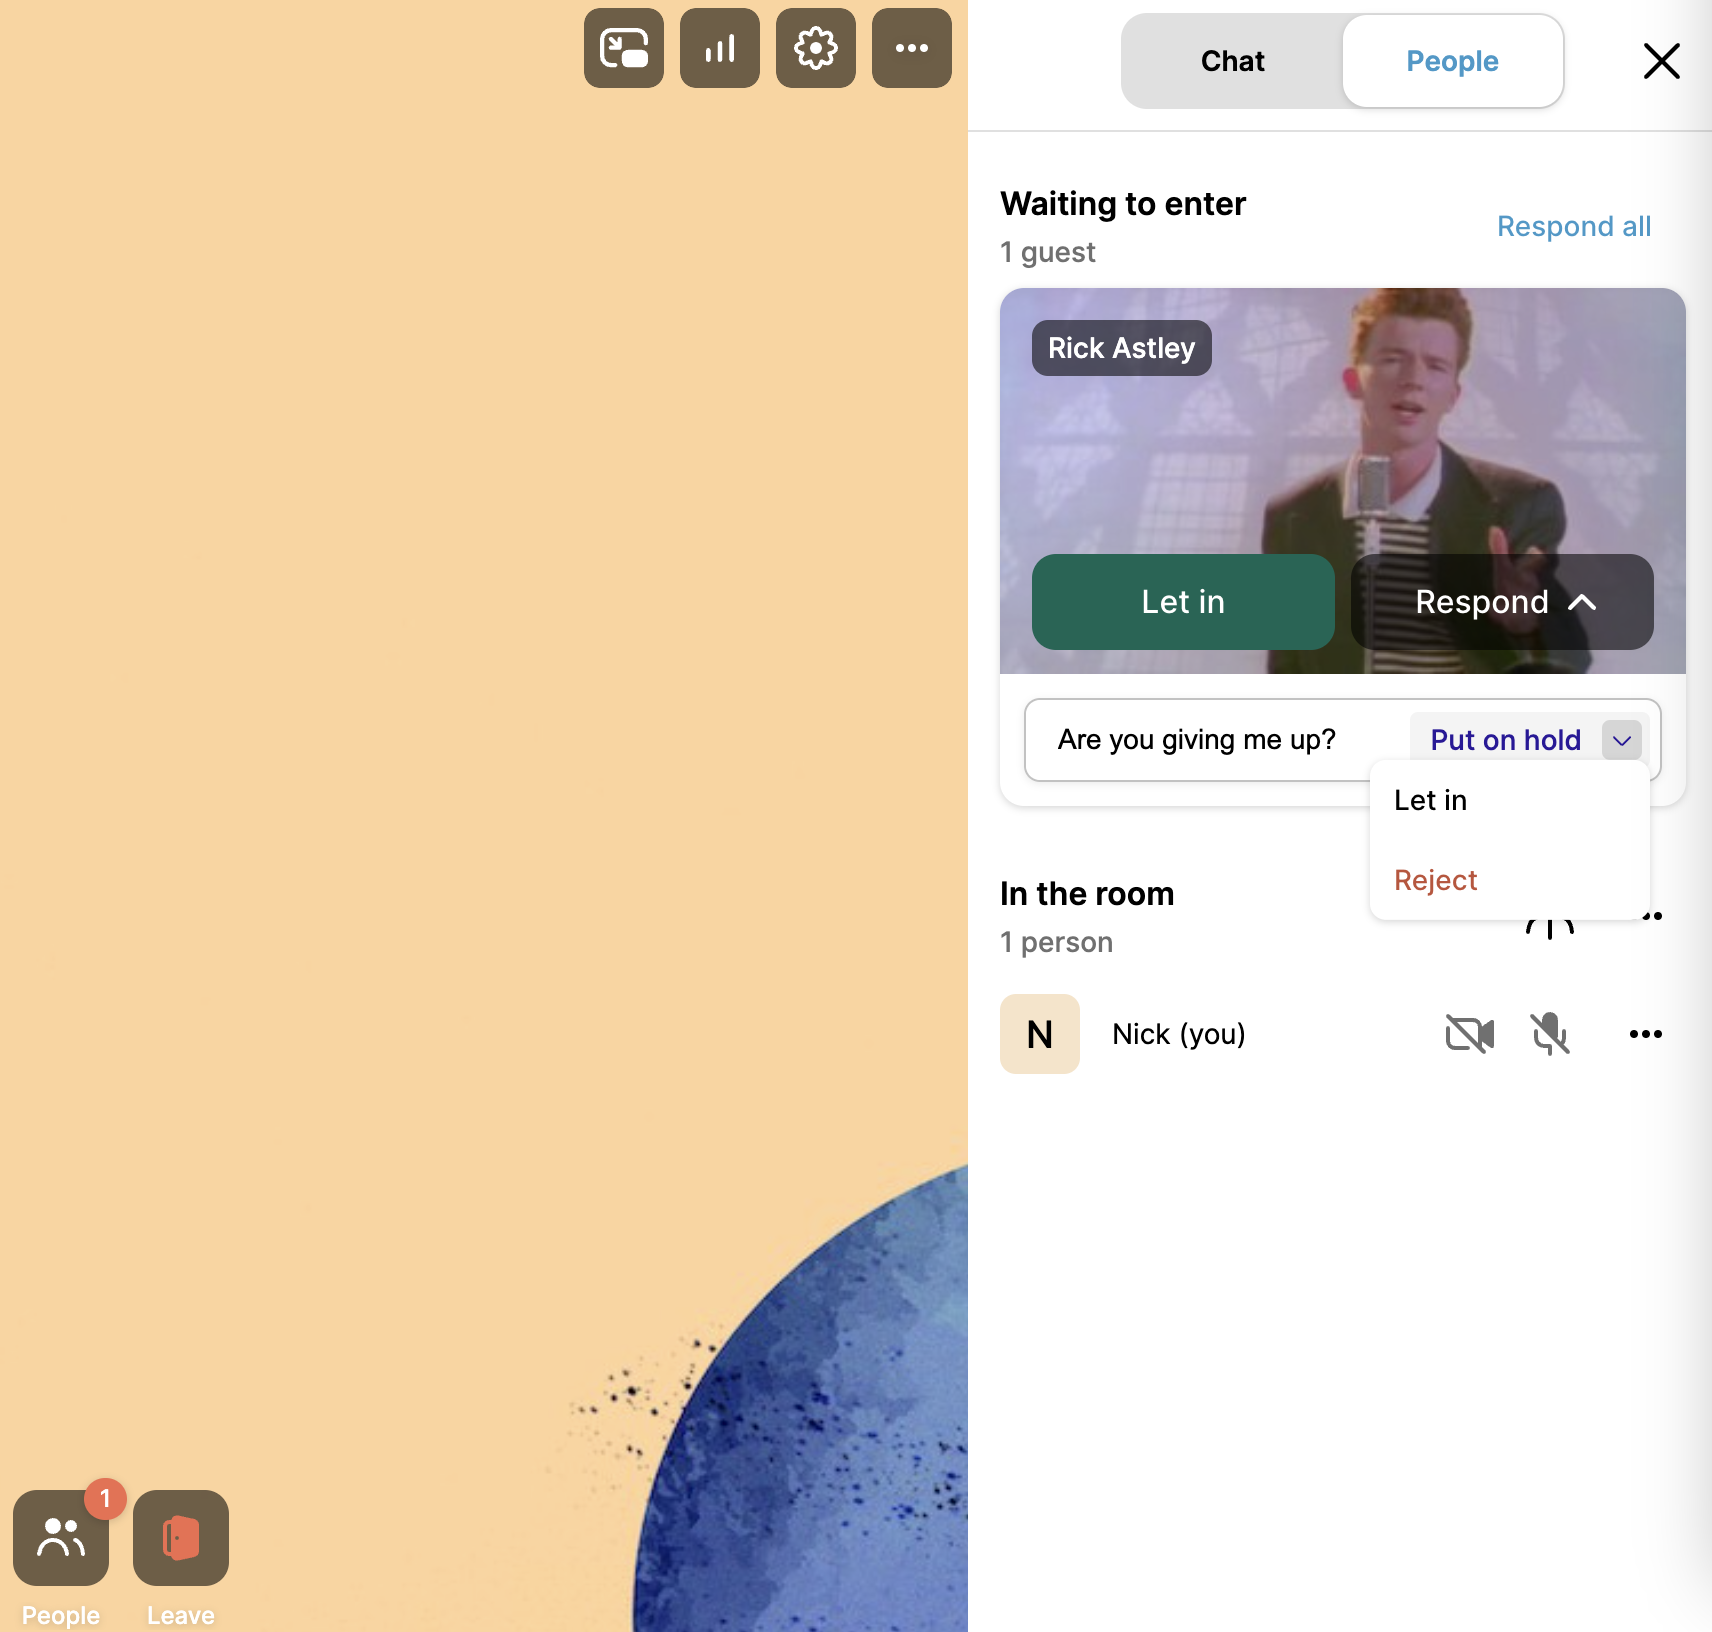 Chat
People
Waiting to enter
1 guest
Respond all
Rick Astley
Let in
Respond
Are you giving me up?
Put on hold
Let in
Reject
In the room
1 person
N
Nick (you)
1
People
Leave